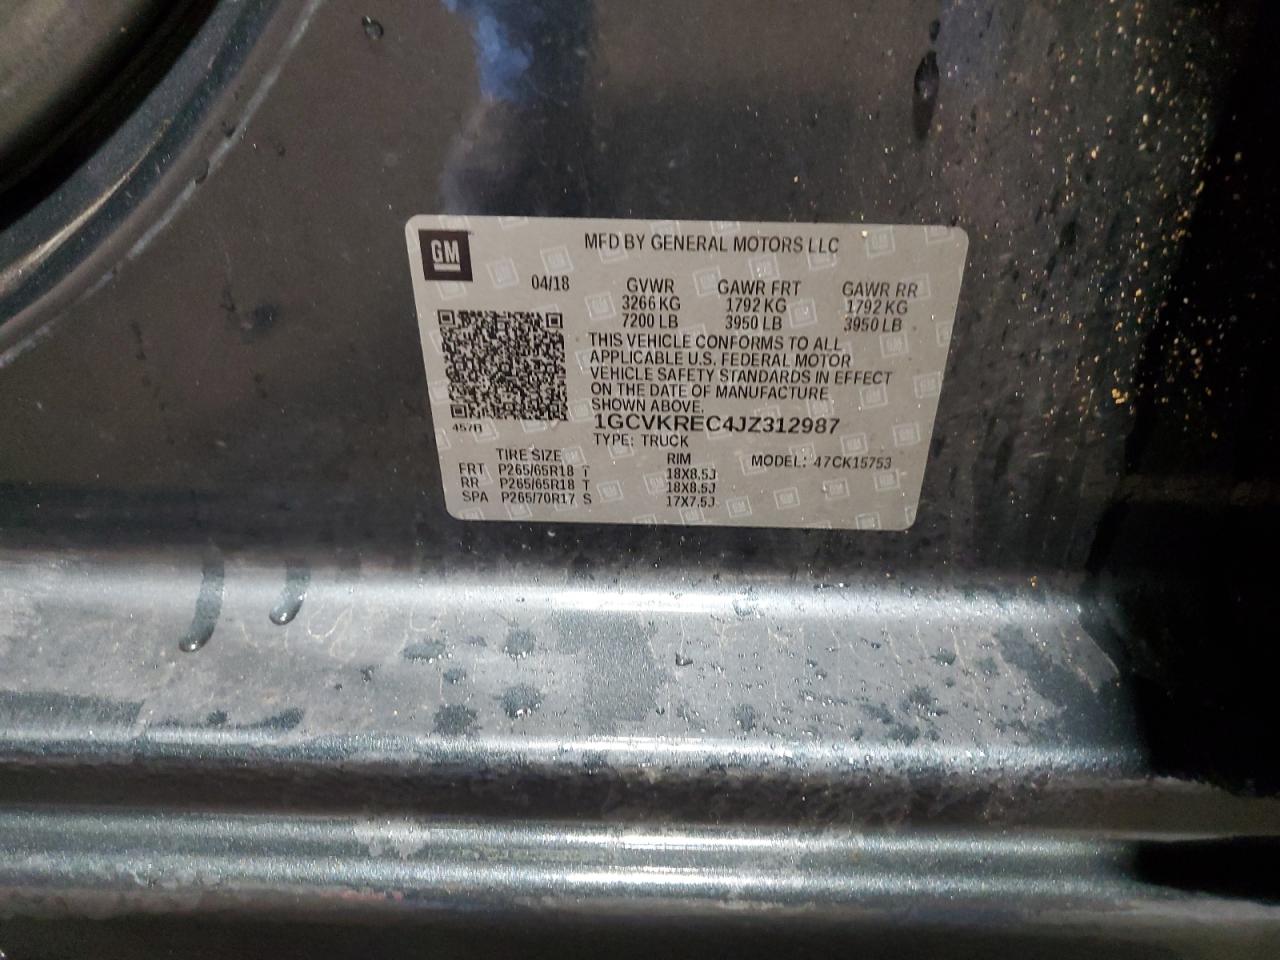 GM
MFD BY GENERAL MOTORS LLC
04/18 GVWR GAWR FRT GAWR RR
3266 KG 1792 KG 1792 KG
7200 LB 3950 LB 3950 LB
THIS VEHICLE CONFORMS TO ALL
APPLICABLE U.S. FEDERAL MOTOR
VEHICLE SAFETY STANDARDS IN EFFECT
ON THE DATE OF MANUFACTURE
SHOWN ABOVE.
1GCVKREC4JZ312987
TYPE: TRUCK
TIRE SIZE RIM MODEL: 47CK15753
FRT P265/65R18 T 18X8.5J
RR P265/65R18 T 18X8.5J
SPA P265/70R17 S 17X7.5J